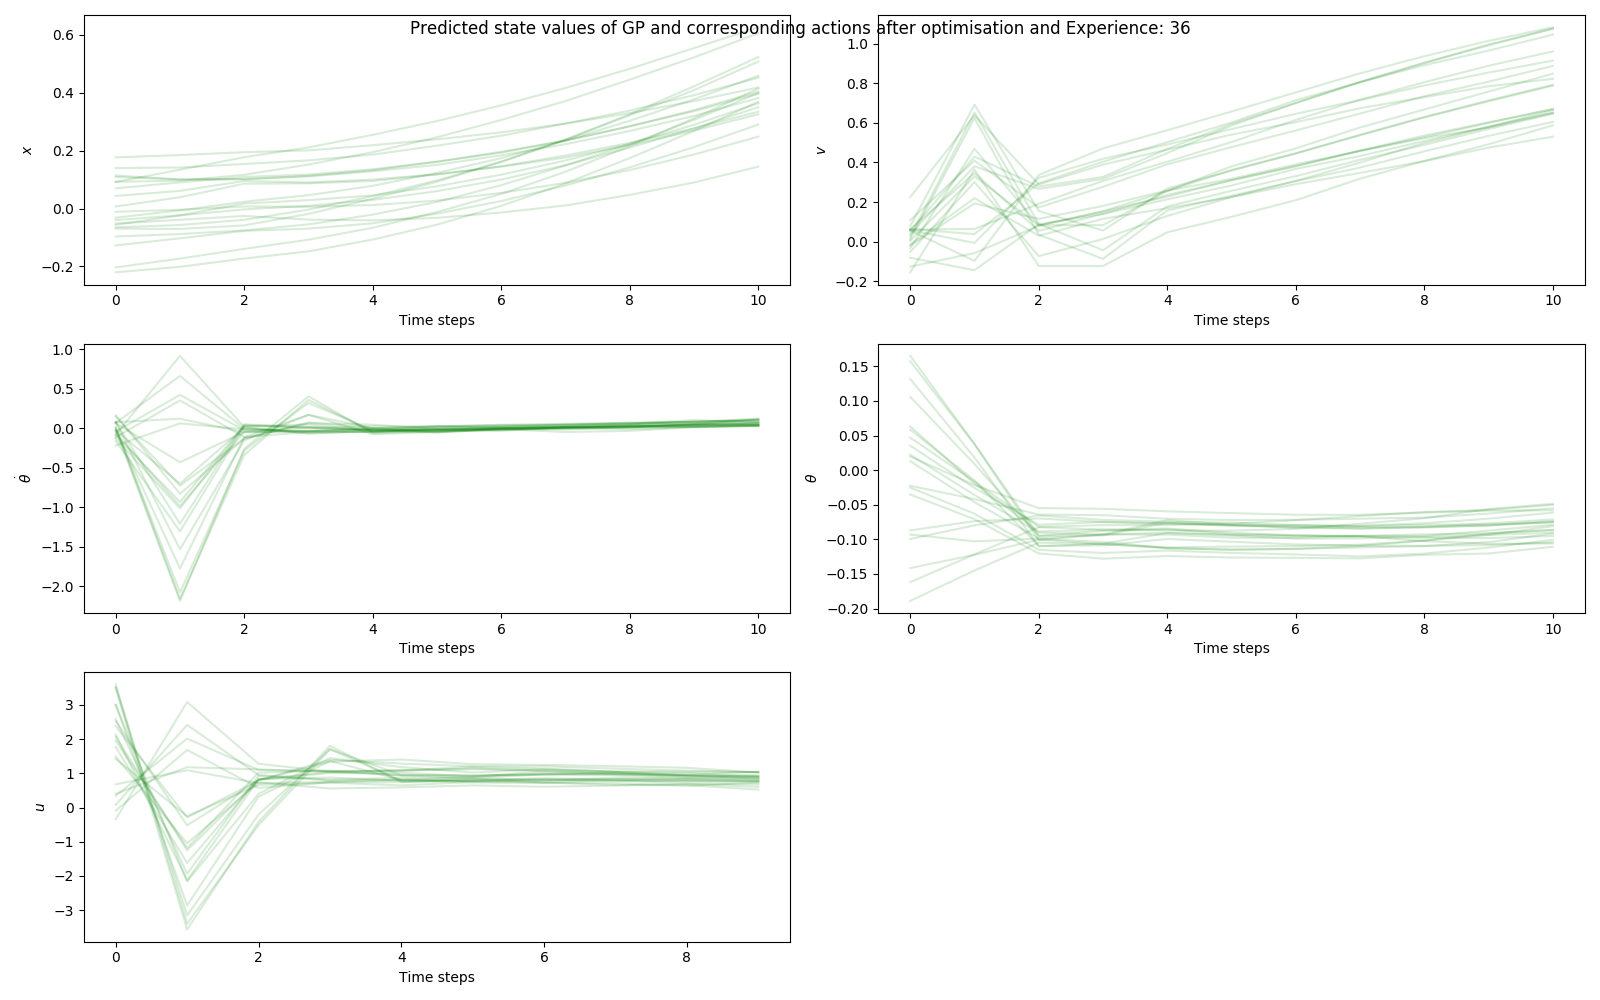 Predicted state values of GP and corresponding actions after optimisation and Experience: 36
0.6
0.4
0.2
0.0
−0.2
x
0 2 4 6 8 10
Time steps
1.0
0.8
0.6
0.4
0.2
0.0
−0.2
v
0 2 4 6 8 10
Time steps
1.0
0.5
0.0
−0.5
−1.0
−1.5
−2.0
θ̇
0 2 4 6 8 10
Time steps
0.15
0.10
0.05
0.00
−0.05
−0.10
−0.15
−0.20
θ
0 2 4 6 8 10
Time steps
3
2
1
0
−1
−2
−3
u
0 2 4 6 8
Time steps